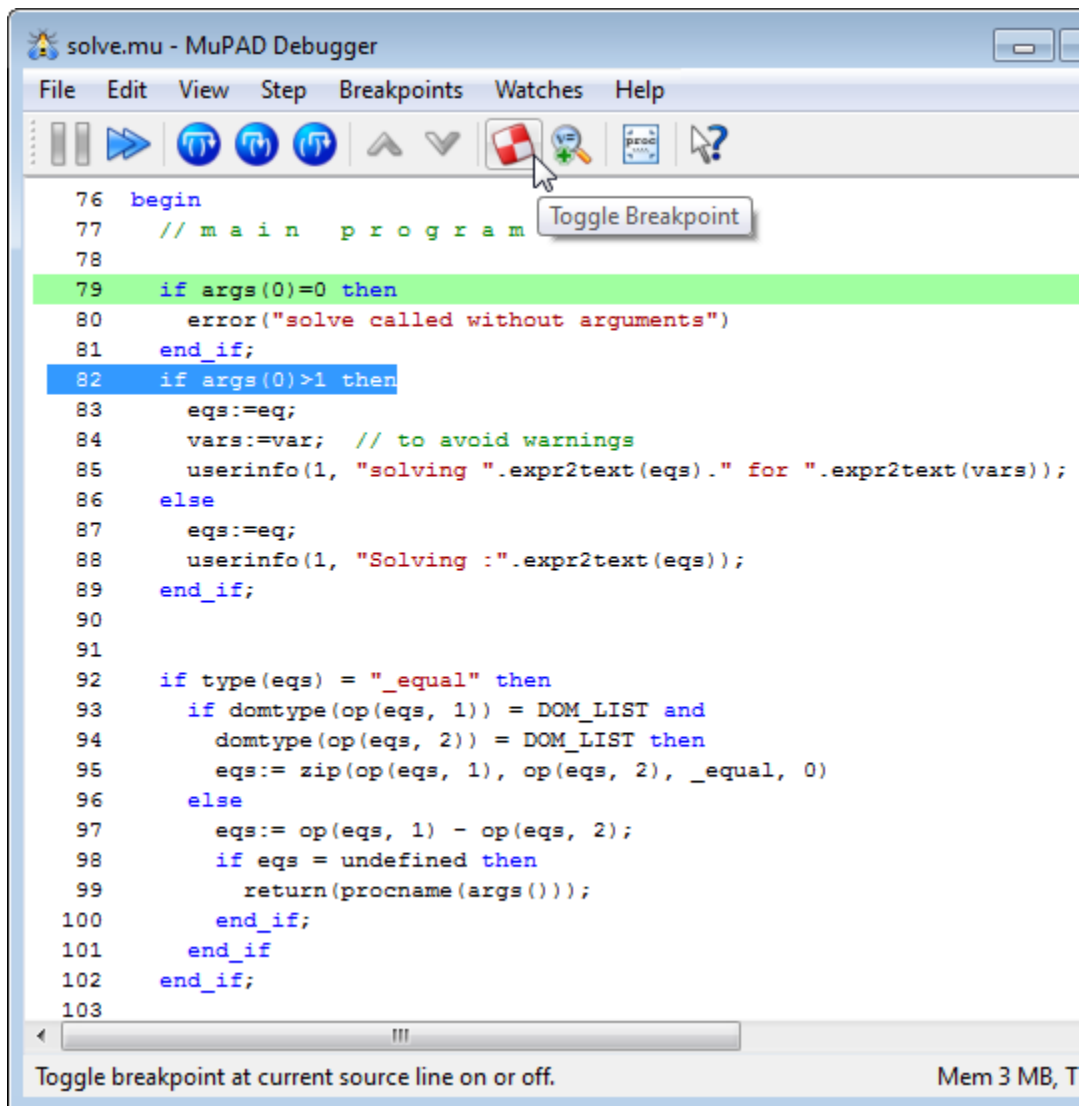 solve.mu - MuPAD Debugger
File Edit View Step Breakpoints Watches Help
v=
proc
Toggle Breakpoint
76 begin
77 // m a i n   p r o g r a m
78
79 if args(0)=0 then
80 error("solve called without arguments")
81 end_if;
82 if args(0)>1 then
83 eqs:=eq;
84 vars:=var; // to avoid warnings
85 userinfo(1, "solving ".expr2text(eqs)." for ".expr2text(vars));
86 else
87 eqs:=eq;
88 userinfo(1, "Solving :".expr2text(eqs));
89 end_if;
90
91
92 if type(eqs) = "_equal" then
93 if domtype(op(eqs, 1)) = DOM_LIST and
94 domtype(op(eqs, 2)) = DOM_LIST then
95 eqs:= zip(op(eqs, 1), op(eqs, 2), _equal, 0)
96 else
97 eqs:= op(eqs, 1) - op(eqs, 2);
98 if eqs = undefined then
99 return(procname(args()));
100 end_if;
101 end_if
102 end_if;
103
Toggle breakpoint at current source line on or off. Mem 3 MB, T